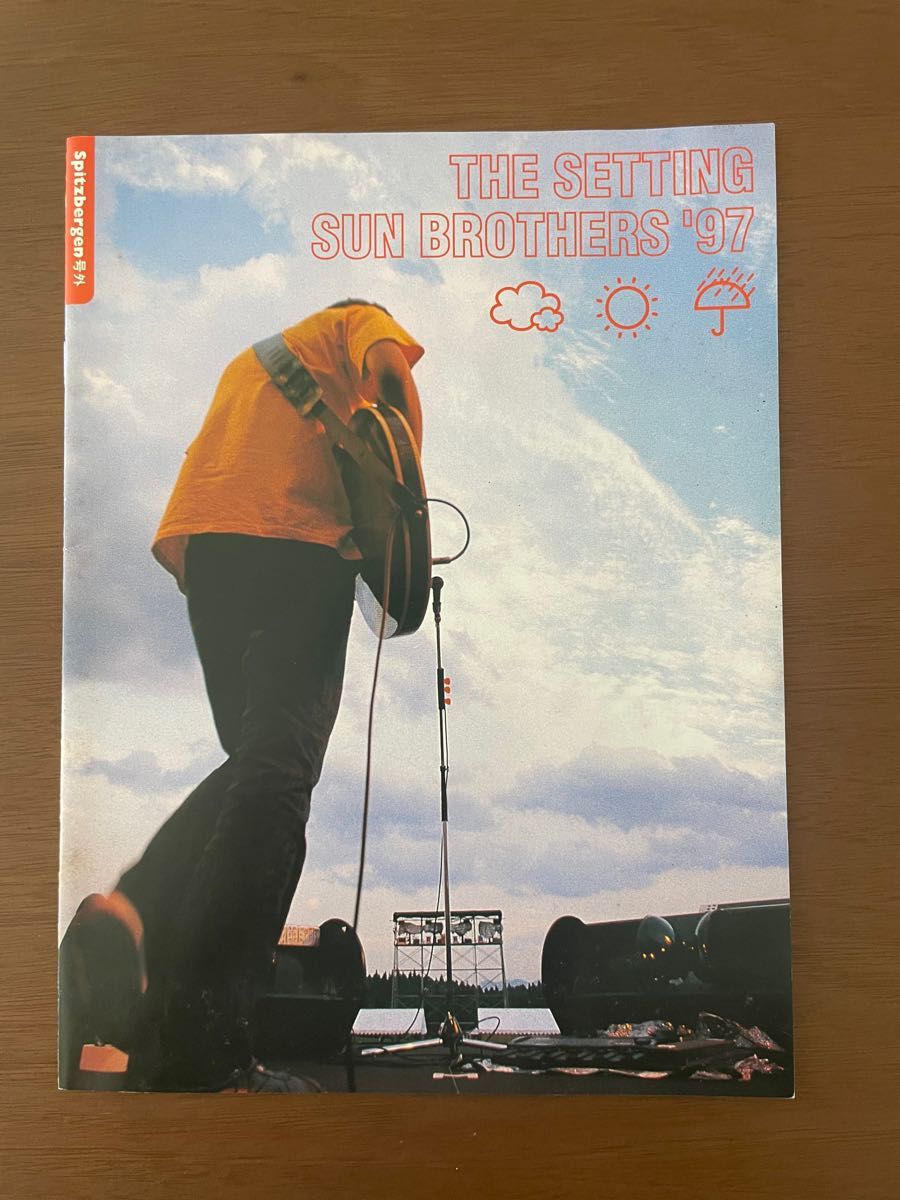 Spitzbergen号外
THE SETTING
SUN BROTHERS '97